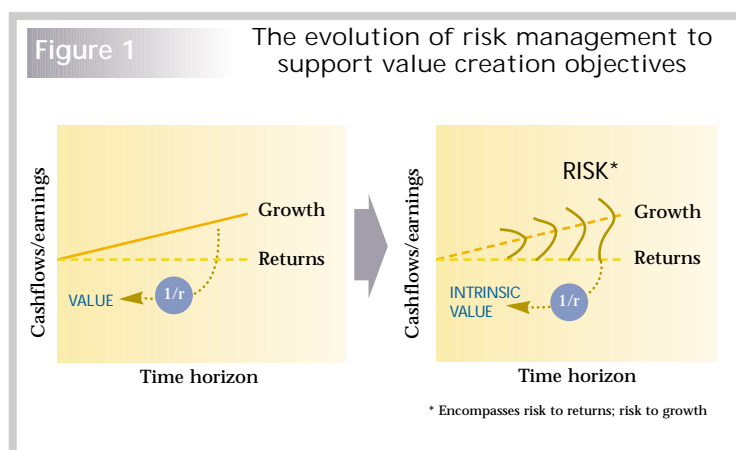 Figure 1
The evolution of risk management to
support value creation objectives
Cashflows/earnings
Growth
Returns
1/r
VALUE
Time horizon
Cashflows/earnings
RISK*
Growth
Returns
INTRINSIC
VALUE
1/r
Time horizon
* Encompasses risk to returns; risk to growth